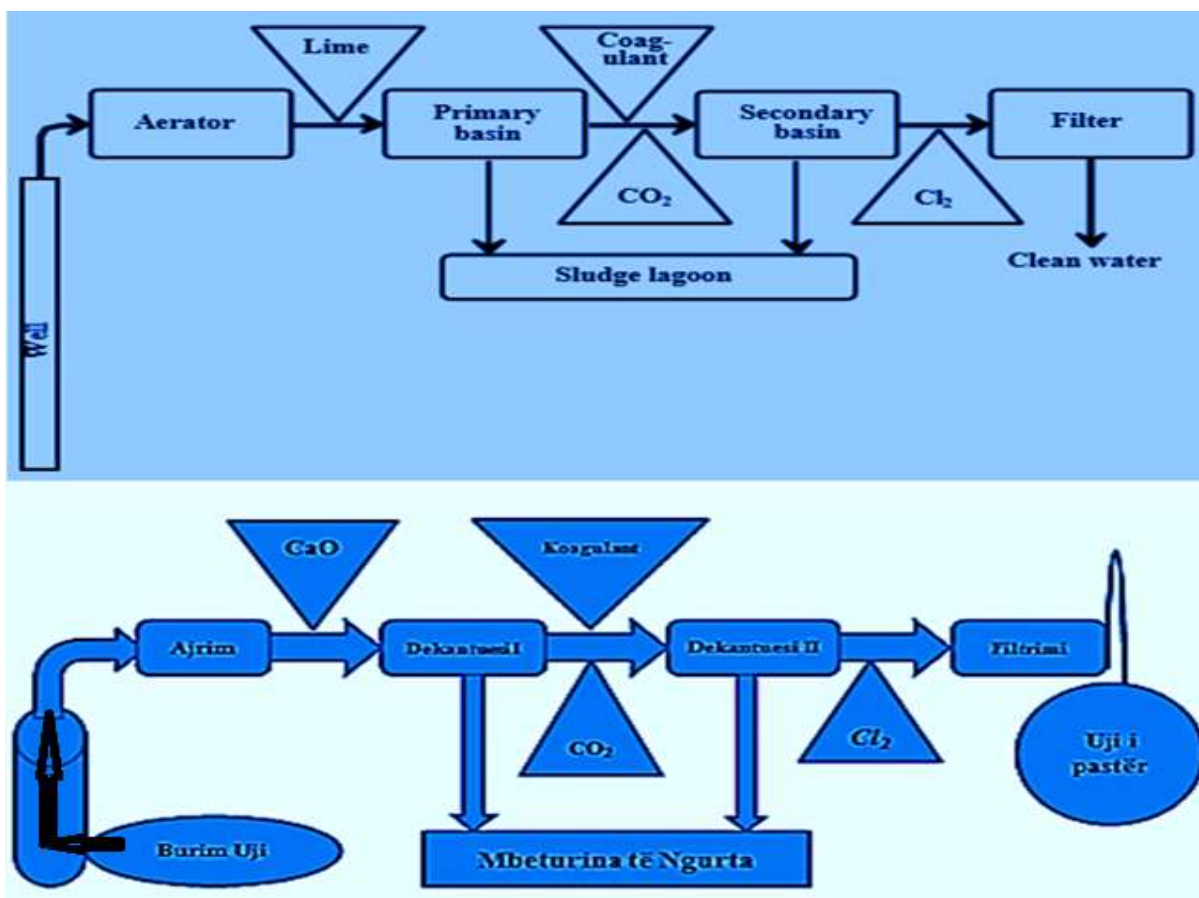 Lime
Coag-
ulant
Aerator
Primary
basin
Secondary
basin
Filter
CO₂
Cl₂
Sludge lagoon
Clean water
Well
CaO
Koagulant
Ajrim
Dekantuesi I
Dekantuesi II
Filtrimi
CO₂
Cl₂
Uji i
pastër
Burim Uji
Mbeturina të Ngurta